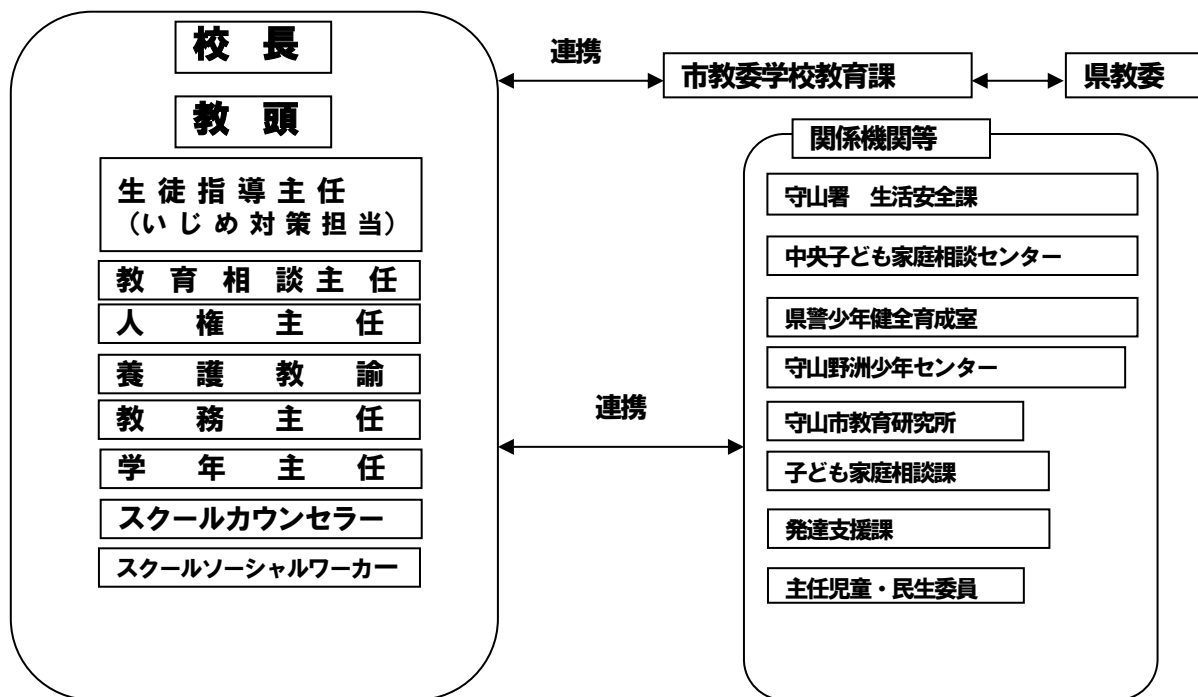 校 長
教 頭
生 徒 指 導 主 任
（い じ め 対 策 担 当）
教 育 相 談 主 任
人 権 主 任
養 護 教 諭
教 務 主 任
学 年 主 任
スクールカウンセラー
スクールソーシャルワーカー
連携
市教委学校教育課
県教委
連携
関係機関等
守山署 生活安全課
中央子ども家庭相談センター
県警少年健全育成室
守山野洲少年センター
守山市教育研究所
子ども家庭相談課
発達支援課
主任児童・民生委員